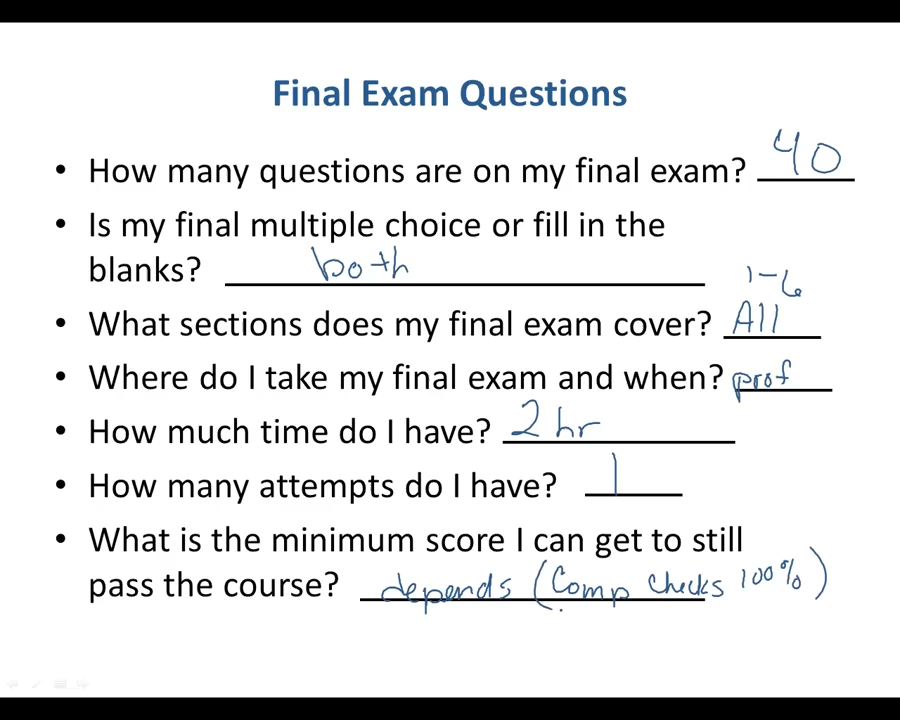 Final Exam Questions
• How many questions are on my final exam? 40
• Is my final multiple choice or fill in the
blanks? both
1-6
• What sections does my final exam cover? All
• Where do I take my final exam and when? prof
• How much time do I have? 2 hr
• How many attempts do I have? 1
• What is the minimum score I can get to still
pass the course? depends (Comp Checks 100%)